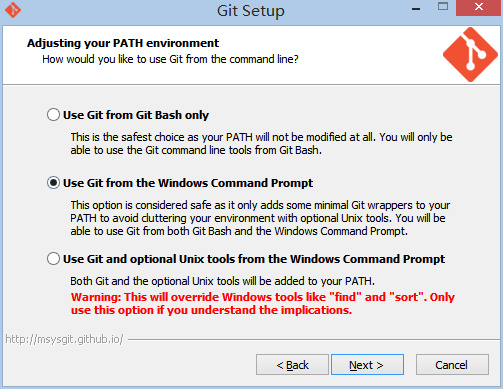 Git Setup
Adjusting your PATH environment
How would you like to use Git from the command line?
Use Git from Git Bash only
This is the safest choice as your PATH will not be modified at all. You will only be
able to use the Git command line tools from Git Bash.
Use Git from the Windows Command Prompt
This option is considered safe as it only adds some minimal Git wrappers to your
PATH to avoid cluttering your environment with optional Unix tools. You will be
able to use Git from both Git Bash and the Windows Command Prompt.
Use Git and optional Unix tools from the Windows Command Prompt
Both Git and the optional Unix tools will be added to your PATH.
Warning: This will override Windows tools like "find" and "sort". Only
use this option if you understand the implications.
http://msysgit.github.io/
< Back
Next >
Cancel